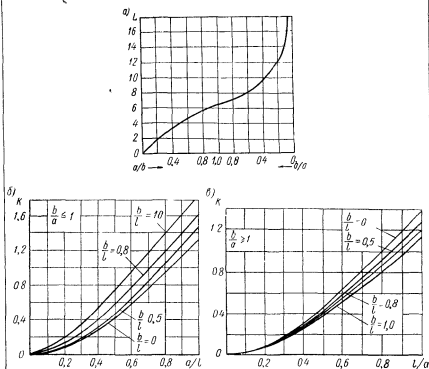 а) L
16
14
12
10
8
6
4
2
0
a/b → 0,4 0,8 1,0 0,8 0,4 0 ← b/a
б) K
1,6
1,2
0,8
0,4
0
b/a ≤ 1
b/l = 10
b/l = 0,8
b/l 0,5
b/l = 0
0,2 0,4 0,6 0,8 a/l
в) K
1,2
0,8
0,4
0
b/a ≥ 1
b/l – 0
b/l = 0,5
b/l – 0,8
b/l = 1,0
0,2 0,4 0,6 0,8 l/a